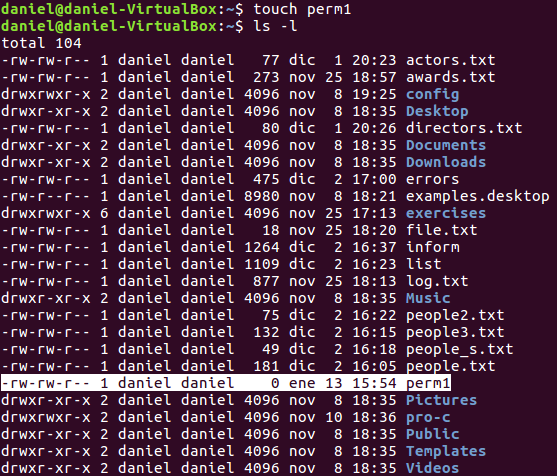 daniel@daniel-VirtualBox:~$ touch perm1
daniel@daniel-VirtualBox:~$ ls -l
total 104
-rw-rw-r-- 1 daniel daniel   77 dic  1 20:23 actors.txt
-rw-rw-r-- 1 daniel daniel  273 nov 25 18:57 awards.txt
drwxrwxr-x 2 daniel daniel 4096 nov  8 19:25 config
drwxr-xr-x 2 daniel daniel 4096 nov  8 18:35 Desktop
-rw-rw-r-- 1 daniel daniel   80 dic  1 20:26 directors.txt
drwxr-xr-x 2 daniel daniel 4096 nov  8 18:35 Documents
drwxr-xr-x 2 daniel daniel 4096 nov  8 18:35 Downloads
-rw-rw-r-- 1 daniel daniel  475 dic  2 17:00 errors
-rw-r--r-- 1 daniel daniel 8980 nov  8 18:21 examples.desktop
drwxrwxr-x 6 daniel daniel 4096 nov 25 17:13 exercises
-rw-rw-r-- 1 daniel daniel   18 nov 25 18:20 file.txt
-rw-rw-r-- 1 daniel daniel 1264 dic  2 16:37 inform
-rw-rw-r-- 1 daniel daniel 1109 dic  2 16:23 list
-rw-rw-r-- 1 daniel daniel  877 nov 25 18:13 log.txt
drwxr-xr-x 2 daniel daniel 4096 nov  8 18:35 Music
-rw-rw-r-- 1 daniel daniel   75 dic  2 16:22 people2.txt
-rw-rw-r-- 1 daniel daniel  132 dic  2 16:15 people3.txt
-rw-rw-r-- 1 daniel daniel   49 dic  2 16:18 people_s.txt
-rw-rw-r-- 1 daniel daniel  181 dic  2 16:05 people.txt
-rw-rw-r-- 1 daniel daniel    0 ene 13 15:54 perm1
drwxr-xr-x 2 daniel daniel 4096 nov  8 18:35 Pictures
drwxrwxr-x 2 daniel daniel 4096 nov 10 18:36 pro-c
drwxr-xr-x 2 daniel daniel 4096 nov  8 18:35 Public
drwxr-xr-x 2 daniel daniel 4096 nov  8 18:35 Templates
drwxr-xr-x 2 daniel daniel 4096 nov  8 18:35 Videos